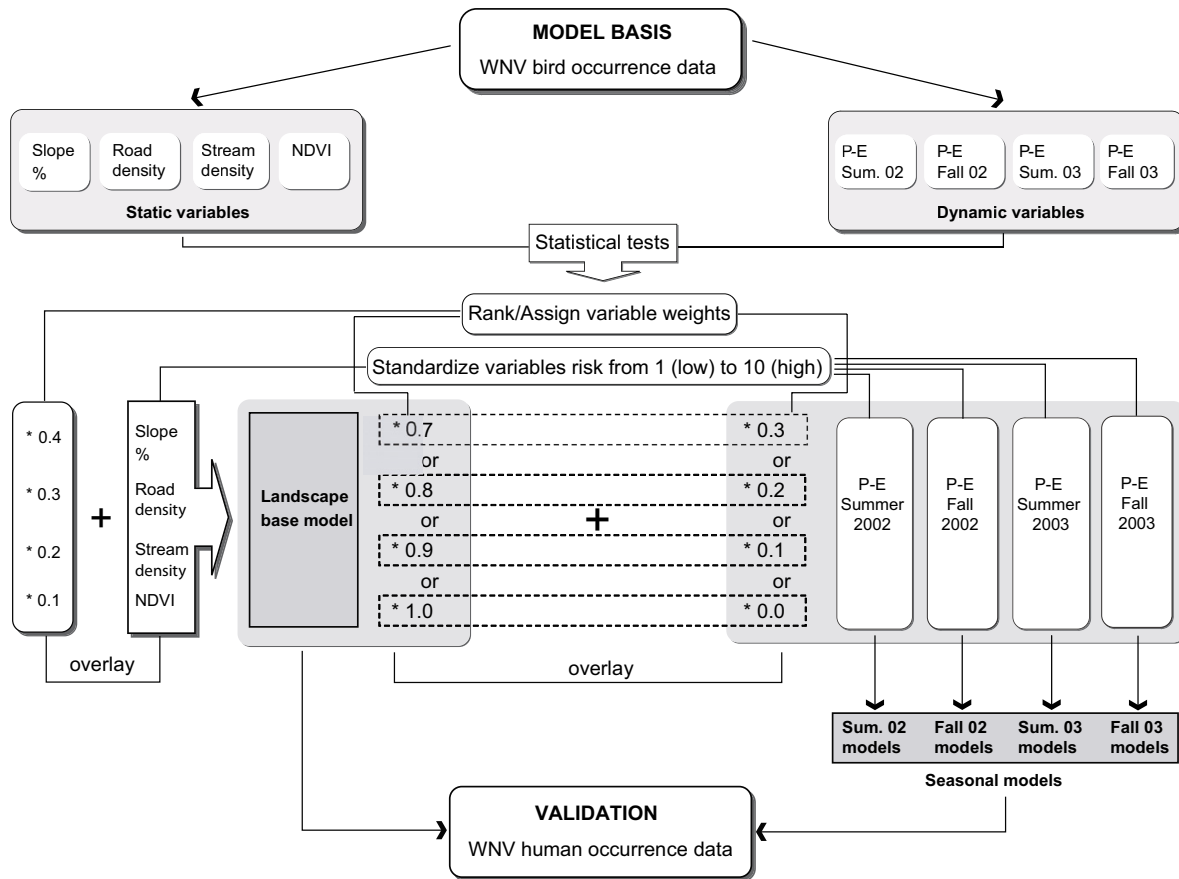 MODEL BASIS
WNV bird occurrence data
Slope
%
Road
density
Stream
density
NDVI
Static variables
P-E
Sum. 02
P-E
Fall 02
P-E
Sum. 03
P-E
Fall 03
Dynamic variables
Statistical tests
Rank/Assign variable weights
Standardize variables risk from 1 (low) to 10 (high)
* 0.4
* 0.3
* 0.2
* 0.1
+
Slope
%
Road
density
Stream
density
NDVI
overlay
Landscape
base model
* 0.7
or
* 0.8
or
* 0.9
or
* 1.0
+
* 0.3
or
* 0.2
or
* 0.1
or
* 0.0
overlay
P-E
Summer
2002
P-E
Fall
2002
P-E
Summer
2003
P-E
Fall
2003
Sum. 02
models
Fall 02
models
Sum. 03
models
Fall 03
models
Seasonal models
VALIDATION
WNV human occurrence data